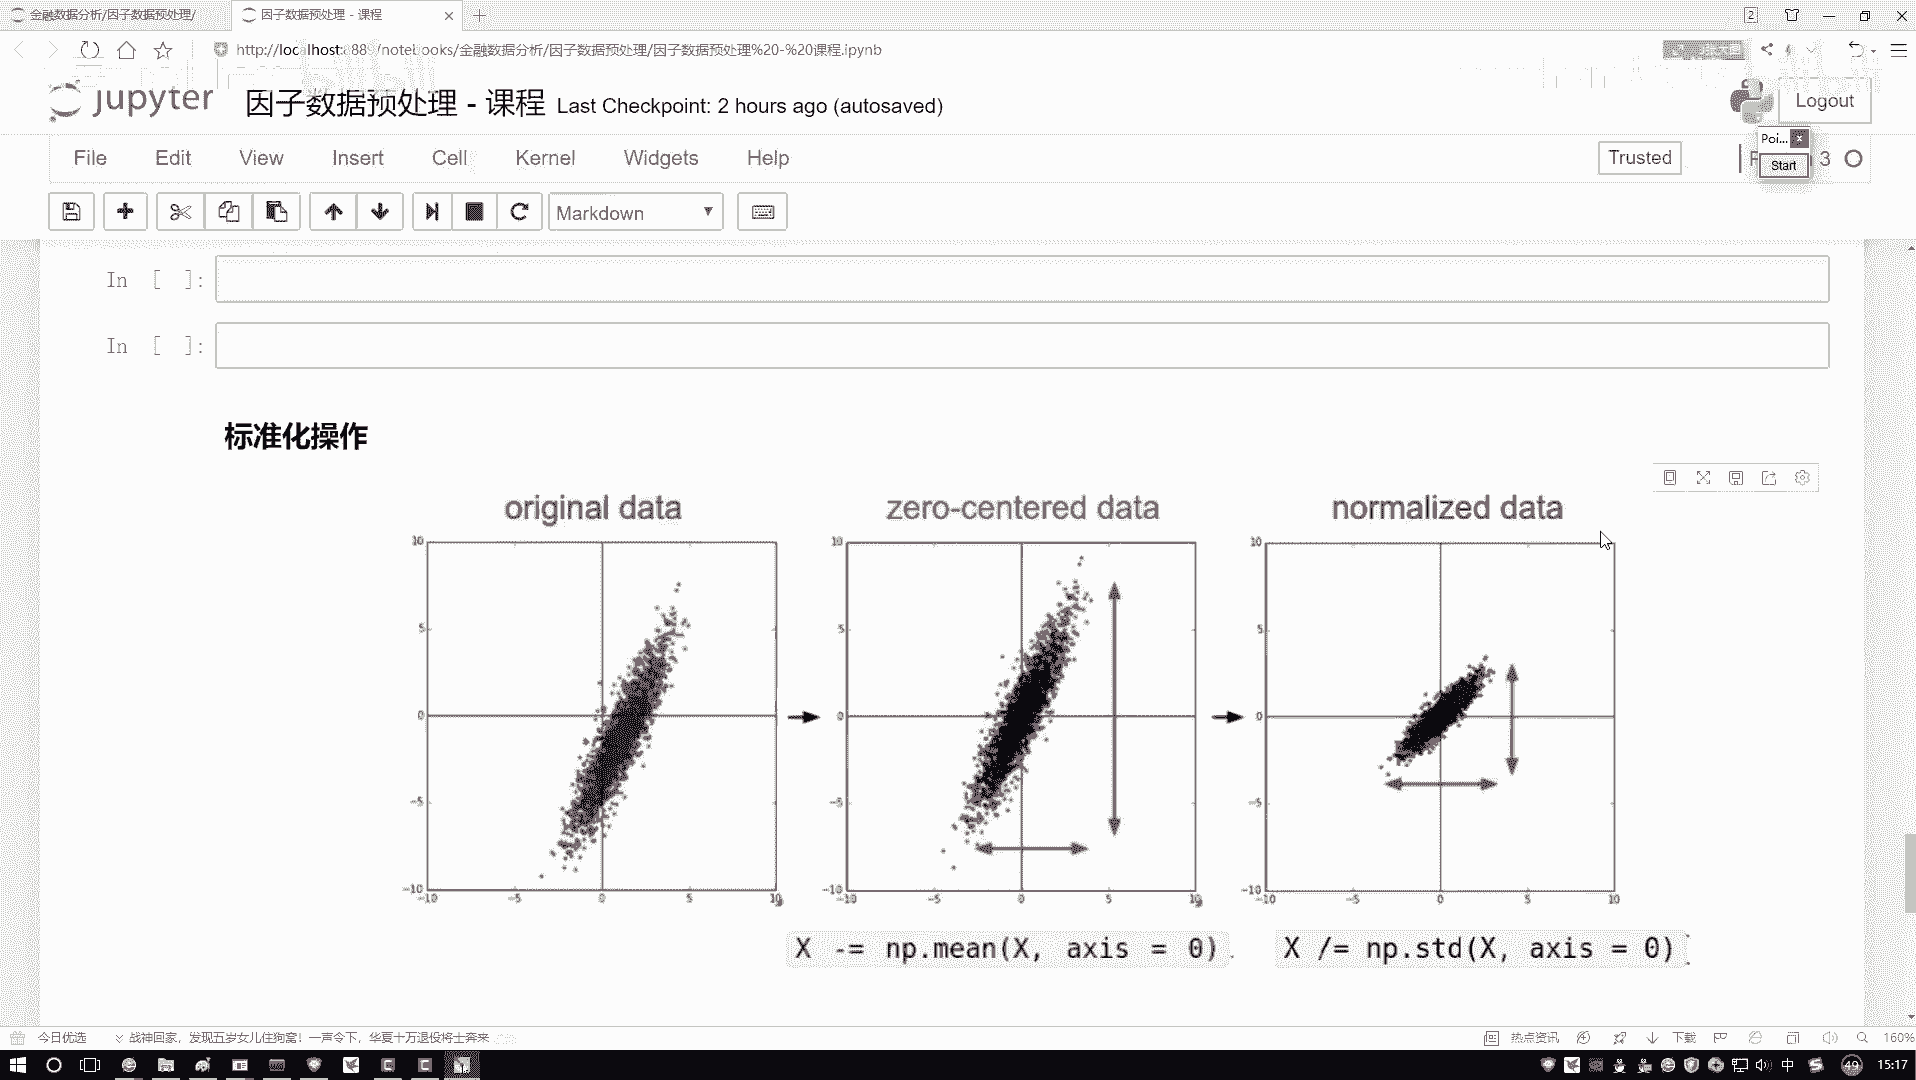 金融数据分析/因子数据预处理/
因子数据预处理 - 课程
2
/notebooks/金融数据分析/因子数据预处理/因子数据预处理%20-%20课程.ipynb
jupyter
因子数据预处理 - 课程
Last Checkpoint: 2 hours ago (autosaved)
Logout
File
Edit
View
Insert
Cell
Kernel
Widgets
Help
Trusted
Poi...
Start
3
Markdown
In [ ]:
In [ ]:
标准化操作
original data
zero-centered data
normalized data
10
5
0
-5
-10
-10
-5
0
5
10
10
5
0
-5
-10
-10
-5
0
5
10
10
5
0
-5
-10
-10
-5
0
5
10
X -= np.mean(X, axis = 0)
X /= np.std(X, axis = 0)
今日优选
战神回家，发现五岁女儿住狗窝！一声令下，华夏十万退役将士奔来
热点资讯
下载
160%
中
49
15:17